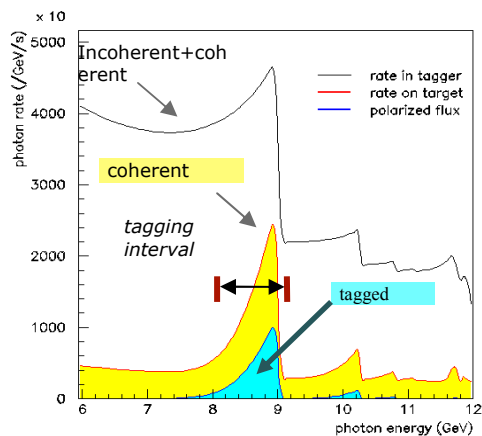 x 10
photon rate(/GeV/s)
5000
4000
3000
2000
1000
0
Incoherent+coh
erent
rate in tagger
rate on target
polarized flux
coherent
tagging
interval
tagged
6
7
8
9
10
11
12
photon energy (GeV)